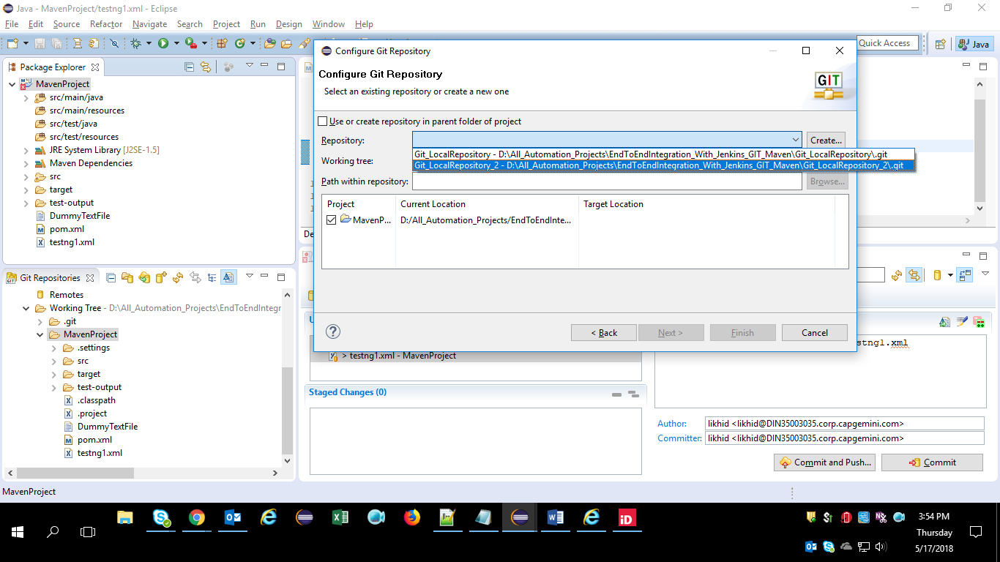 Java - MavenProject/testng1.xml - Eclipse
File Edit Source Refactor Navigate Search Project Run Design Window Help
Quick Access
Java
Package Explorer
MavenProject
src/main/java
src/main/resources
src/test/java
src/test/resources
JRE System Library [J2SE-1.5]
Maven Dependencies
src
target
test-output
DummyTextFile
pom.xml
testng1.xml
Git Repositories
Remotes
Working Tree - D:\All_Automation_Projects\EndToEndIntegr
.git
MavenProject
.settings
src
target
test-output
.classpath
.project
DummyTextFile
pom.xml
testng1.xml
MavenProject
Configure Git Repository
Configure Git Repository
Select an existing repository or create a new one
GIT
Use or create repository in parent folder of project
Repository:
Create...
Git_LocalRepository - D:\All_Automation_Projects\EndToEndIntegration_With_Jenkins_GIT_Maven\Git_LocalRepository\.git
Working tree:
Git_LocalRepository_2 - D:\All_Automation_Projects\EndToEndIntegration_With_Jenkins_GIT_Maven\Git_LocalRepository_2\.git
Path within repository:
Browse...
Project Current Location Target Location
MavenP... D:/All_Automation_Projects/EndToEndInte...
< Back Next > Finish Cancel
De
> testng1.xml - MavenProject
stng1.xml
Staged Changes (0)
Author: likhid <likhid@DIN35003035.corp.capgemini.com>
Committer: likhid <likhid@DIN35003035.corp.capgemini.com>
Commit and Push...
Commit
3:54 PM
Thursday
5/17/2018